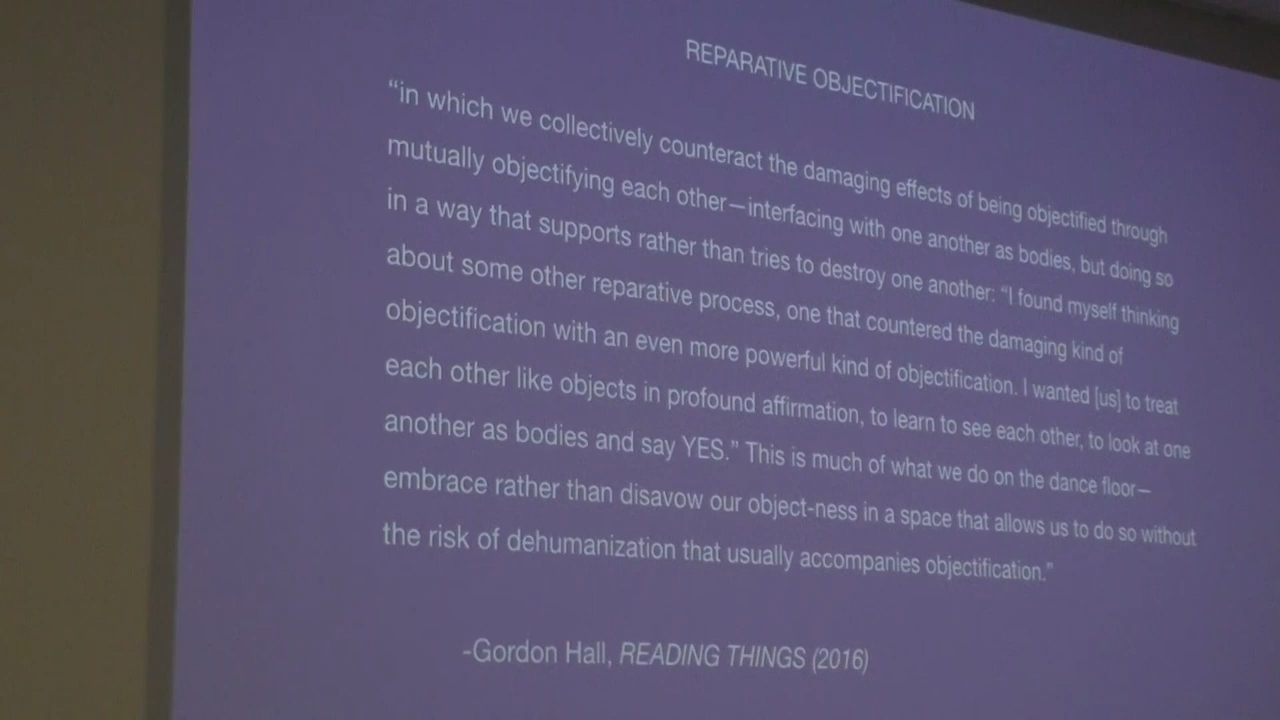 REPARATIVE OBJECTIFICATION
“in which we collectively counteract the damaging effects of being objectified through
mutually objectifying each other—interfacing with one another as bodies, but doing so
in a way that supports rather than tries to destroy one another: “I found myself thinking
about some other reparative process, one that countered the damaging kind of
objectification with an even more powerful kind of objectification. I wanted [us] to treat
each other like objects in profound affirmation, to learn to see each other, to look at one
another as bodies and say YES.” This is much of what we do on the dance floor—
embrace rather than disavow our object-ness in a space that allows us to do so without
the risk of dehumanization that usually accompanies objectification.”
-Gordon Hall, READING THINGS (2016)